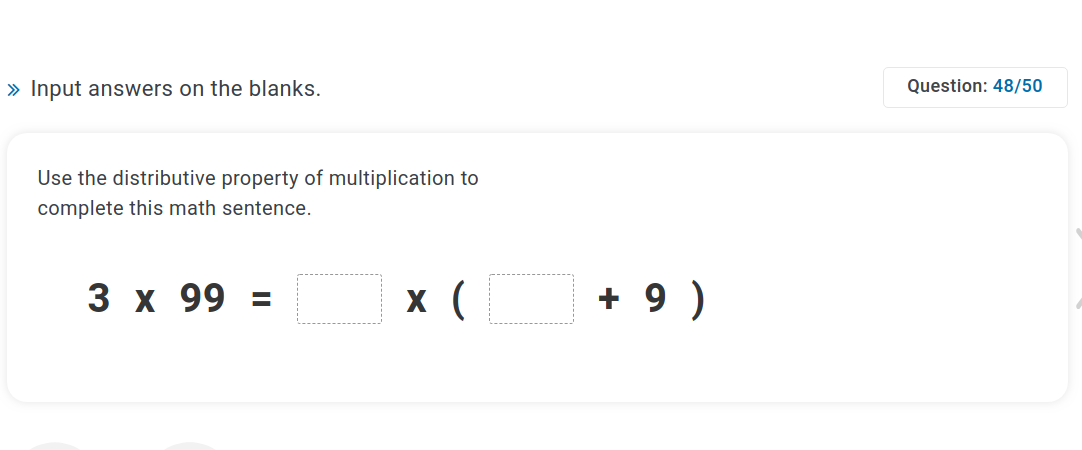 » Input answers on the blanks.
Question: 48/50
Use the distributive property of multiplication to
complete this math sentence.
3 x 99 = x ( + 9 )